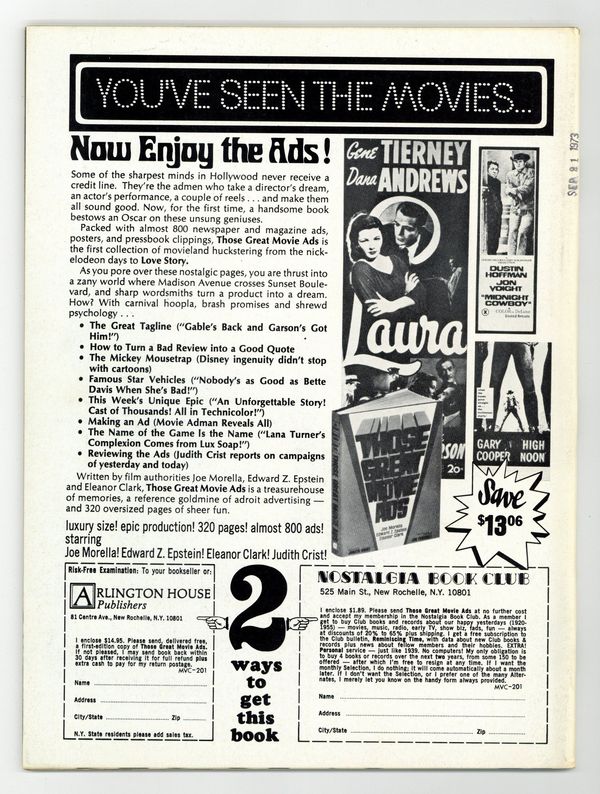 YOU'VE SEEN THE MOVIES...
SEP 21 1973
Now Enjoy the Ads!
Some of the sharpest minds in Hollywood never receive a
credit line. They're the admen who take a director's dream,
an actor's performance, a couple of reels . . . and make them
all sound good. Now, for the first time, a handsome book
bestows an Oscar on these unsung geniuses.
Packed with almost 800 newspaper and magazine ads,
posters, and pressbook clippings, Those Great Movie Ads is
the first collection of movieland huckstering from the nick-
elodeon days to Love Story.
As you pore over these nostalgic pages, you are thrust into
a zany world where Madison Avenue crosses Sunset Boule-
vard, and sharp wordsmiths turn a product into a dream.
How? With carnival hoopla, brash promises and shrewd
psychology . . .
• The Great Tagline ("Gable's Back and Garson's Got
Him!")
• How to Turn a Bad Review into a Good Quote
• The Mickey Mousetrap (Disney ingenuity didn't stop
with cartoons)
• Famous Star Vehicles ("Nobody's as Good as Bette
Davis When She's Bad!")
• This Week's Unique Epic ("An Unforgettable Story!
Cast of Thousands! All in Technicolor!")
• Making an Ad (Movie Adman Reveals All)
• The Name of the Game Is the Name ("Lana Turner's
Complexion Comes from Lux Soap!")
• Reviewing the Ads (Judith Crist reports on campaigns
of yesterday and today)
Written by film authorities Joe Morella, Edward Z. Epstein
and Eleanor Clark, Those Great Movie Ads is a treasurehouse
of memories, a reference goldmine of adroit advertising —
and 320 oversized pages of sheer fun.
luxury size! epic production! 320 pages! almost 800 ads!
starring
Joe Morella! Edward Z. Epstein! Eleanor Clark! Judith Crist!
Gene TIERNEY
Dana ANDREWS
Laura
SON
20
DUSTIN
HOFFMAN
JON
VOIGHT
"MIDNIGHT
COWBOY"
X
COLOR by DeLuxe
United Artists
GARY COOPER
HIGH NOON
THOSE
GREAT
MOVIE
ADS
Joe Morella
Edward Z. Epstein
Eleanor Clark
Save
$13.06
Risk-Free Examination: To your bookseller or:
ARLINGTON HOUSE
Publishers
81 Centre Ave., New Rochelle, N.Y. 10801
I enclose $14.95. Please send, delivered free,
a first-edition copy of Those Great Movie Ads.
If not pleased, I may send book back within
30 days after receiving it for full refund plus
extra cash to pay for my return postage.
MVC-201
Name
Address
City/State Zip
N.Y. State residents please add sales tax.
2
ways
to
get
this
book
NOSTALGIA BOOK CLUB
525 Main St., New Rochelle, N.Y. 10801
I enclose $1.89. Please send Those Great Movie Ads at no further cost
and accept my membership in the Nostalgia Book Club. As a member I
get to buy Club books and records about our happy yesterdays (1920-
1955) — movies, music, radio, early TV, show biz, fads, fun — always
at discounts of 20% to 65% plus shipping. I get a free subscription to
the Club bulletin, Reminiscing Time, with data about new Club books &
records plus news about fellow members and their hobbies. EXTRA!
Personal service — just like 1939. No computers! My only obligation is
to buy 4 books or records over the next two years, from some 150 to be
offered — after which I'm free to resign at any time. If I want the
monthly Selection, I do nothing; it will come automatically about a month
later. If I don't want the Selection, or I prefer one of the many Alter-
nates, I merely let you know on the handy form always provided.
MVC-201
Name
Address
City/State Zip